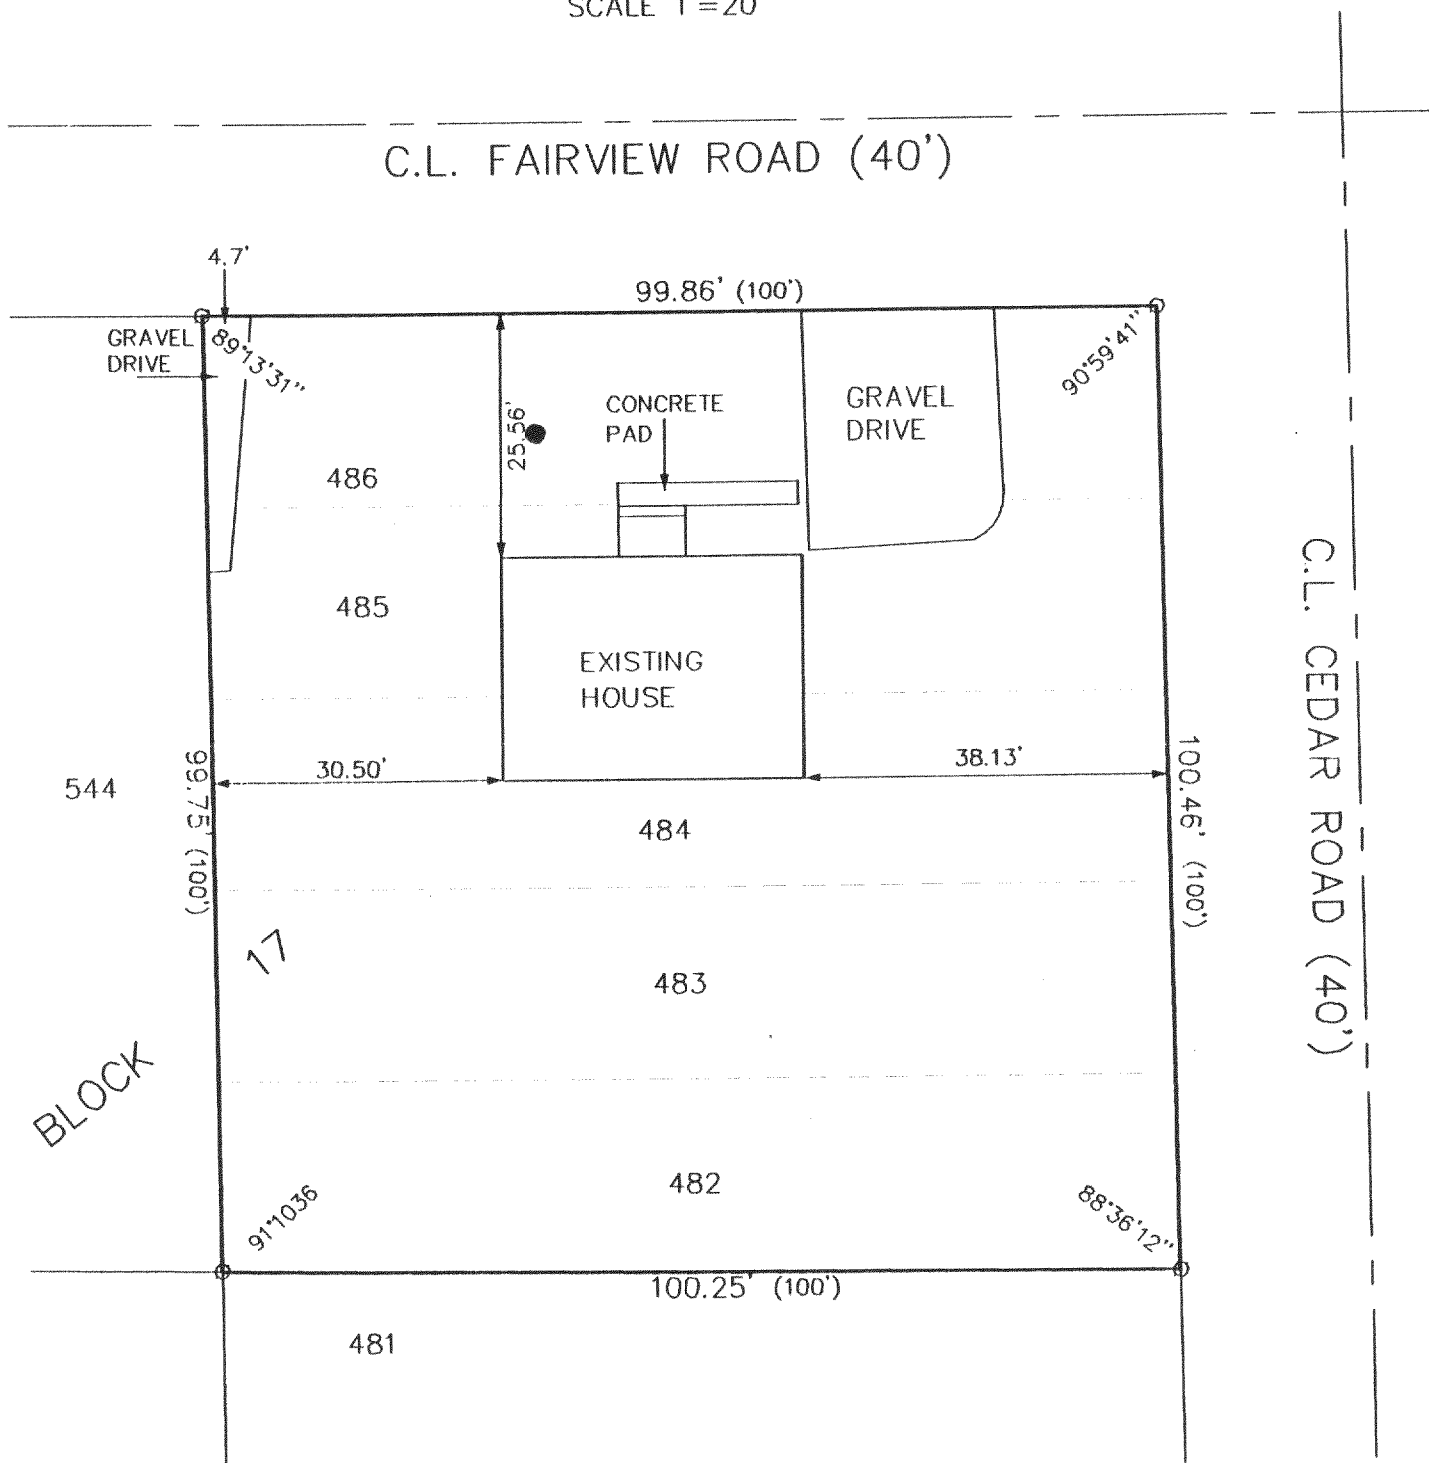 SCALE 1"=20'
C.L. FAIRVIEW ROAD (40')
4.7'
99.86' (100')
GRAVEL
DRIVE
89°13'31"
90°59'41"
25.56'
CONCRETE
PAD
GRAVEL
DRIVE
486
485
EXISTING
HOUSE
C.L. CEDAR ROAD (40')
544
99.75' (100')
30.50'
38.13'
100.46' (100')
484
17
483
BLOCK
482
91°1036
88°36'12"
100.25' (100')
481